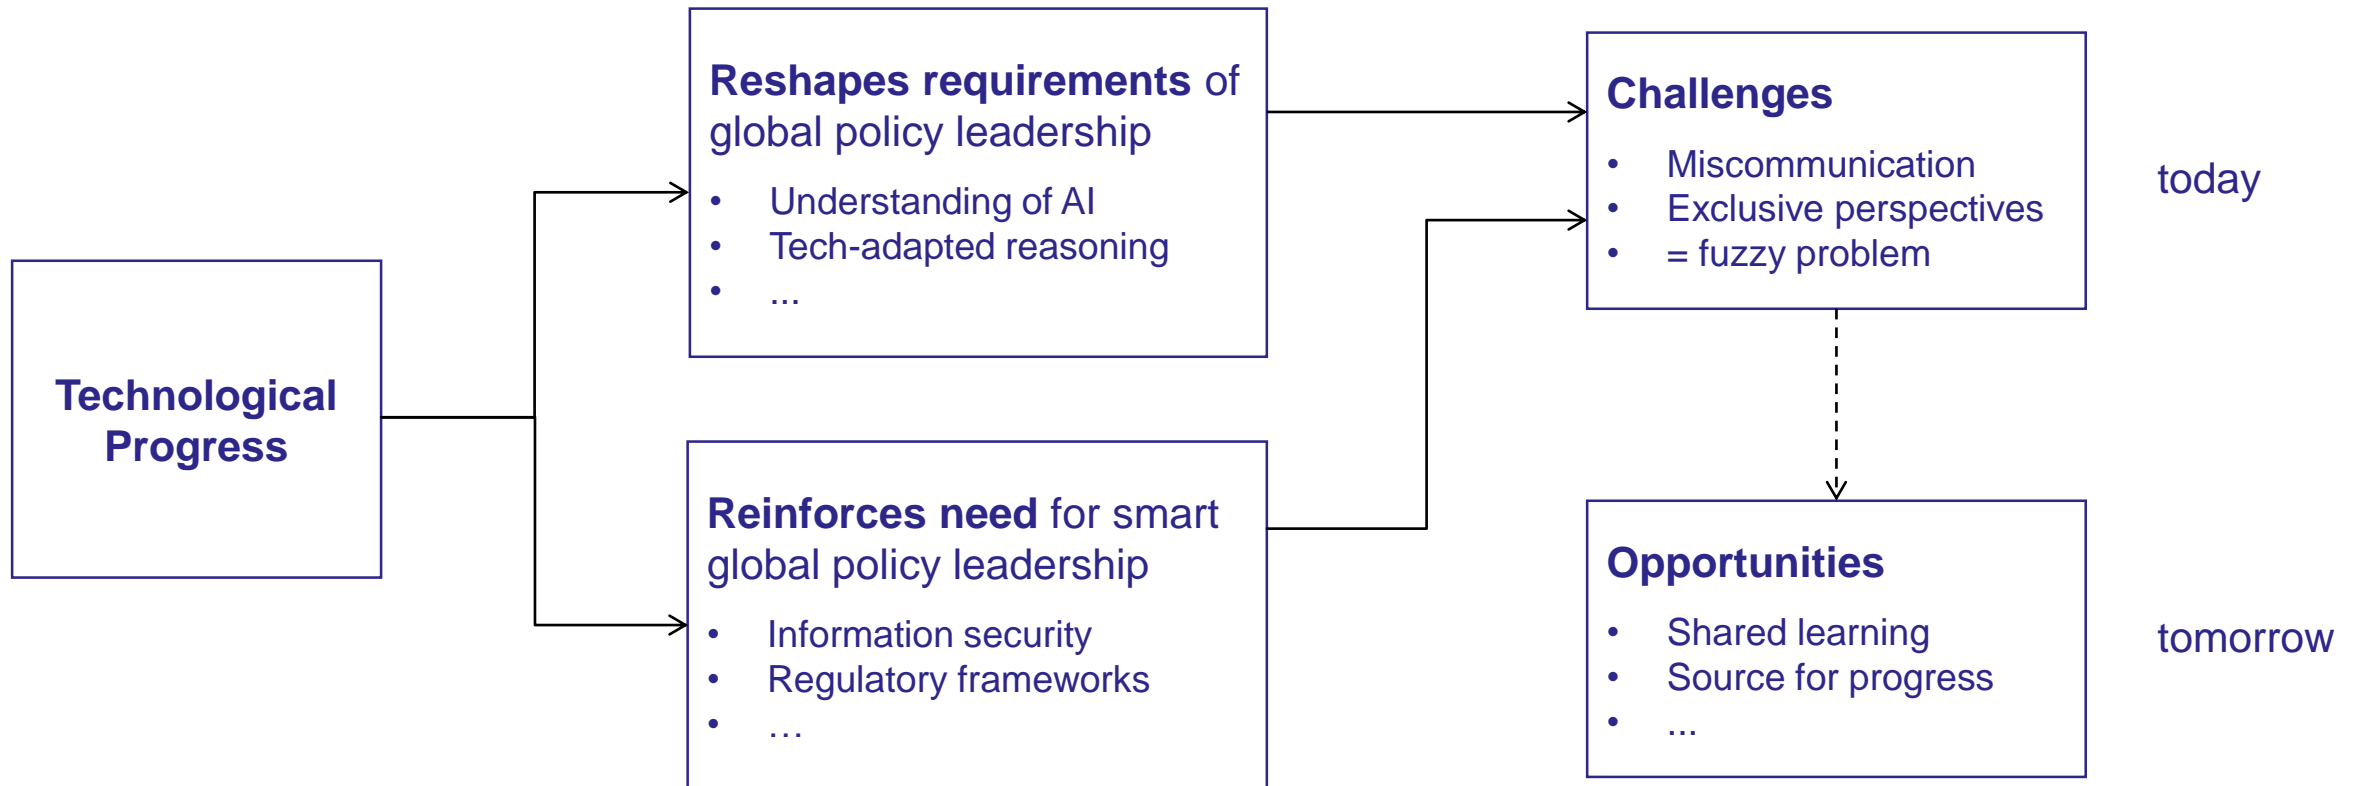 Technological
Progress
Reshapes requirements of
global policy leadership
• Understanding of AI
• Tech-adapted reasoning
• ...
Reinforces need for smart
global policy leadership
• Information security
• Regulatory frameworks
• …
Challenges
• Miscommunication
• Exclusive perspectives
• = fuzzy problem
today
Opportunities
• Shared learning
• Source for progress
• ...
tomorrow